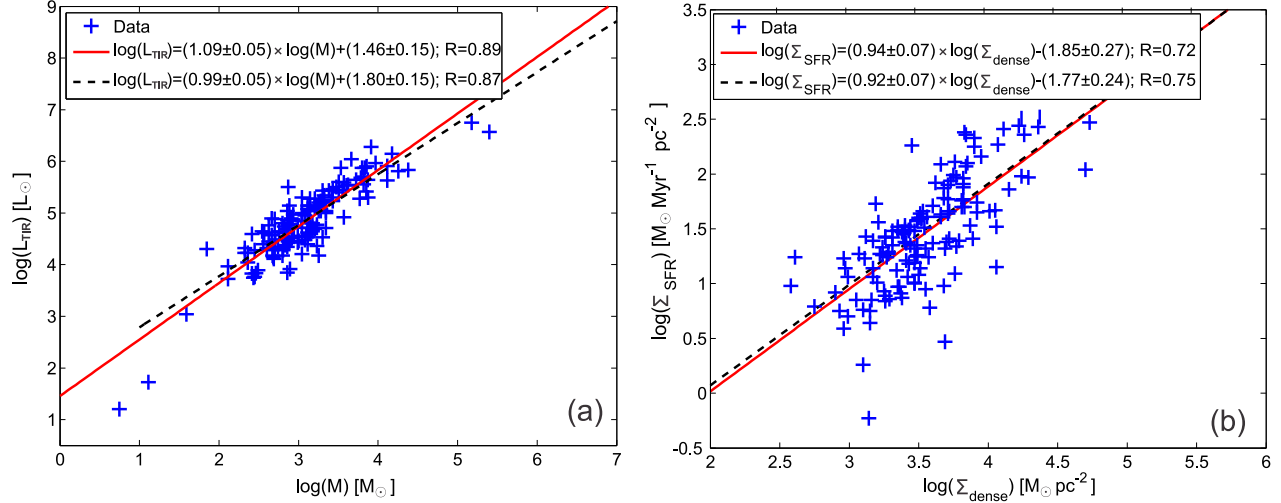 9
8
7
6
5
4
3
2
1
log(L_TIR) [L_⊙]
Data
log(L_TIR)=(1.09±0.05)×log(M)+(1.46±0.15); R=0.89
log(L_TIR)=(0.99±0.05)×log(M)+(1.80±0.15); R=0.87
(a)
0 1 2 3 4 5 6 7
log(M) [M_⊙]
3.5
3
2.5
2
1.5
1
0.5
0
-0.5
log(Σ_SFR) [M_⊙ Myr^-1 pc^-2]
Data
log(Σ_SFR)=(0.94±0.07)×log(Σ_dense)-(1.85±0.27); R=0.72
log(Σ_SFR)=(0.92±0.07)×log(Σ_dense)-(1.77±0.24); R=0.75
(b)
2 2.5 3 3.5 4 4.5 5 5.5 6
log(Σ_dense) [M_⊙ pc^-2]